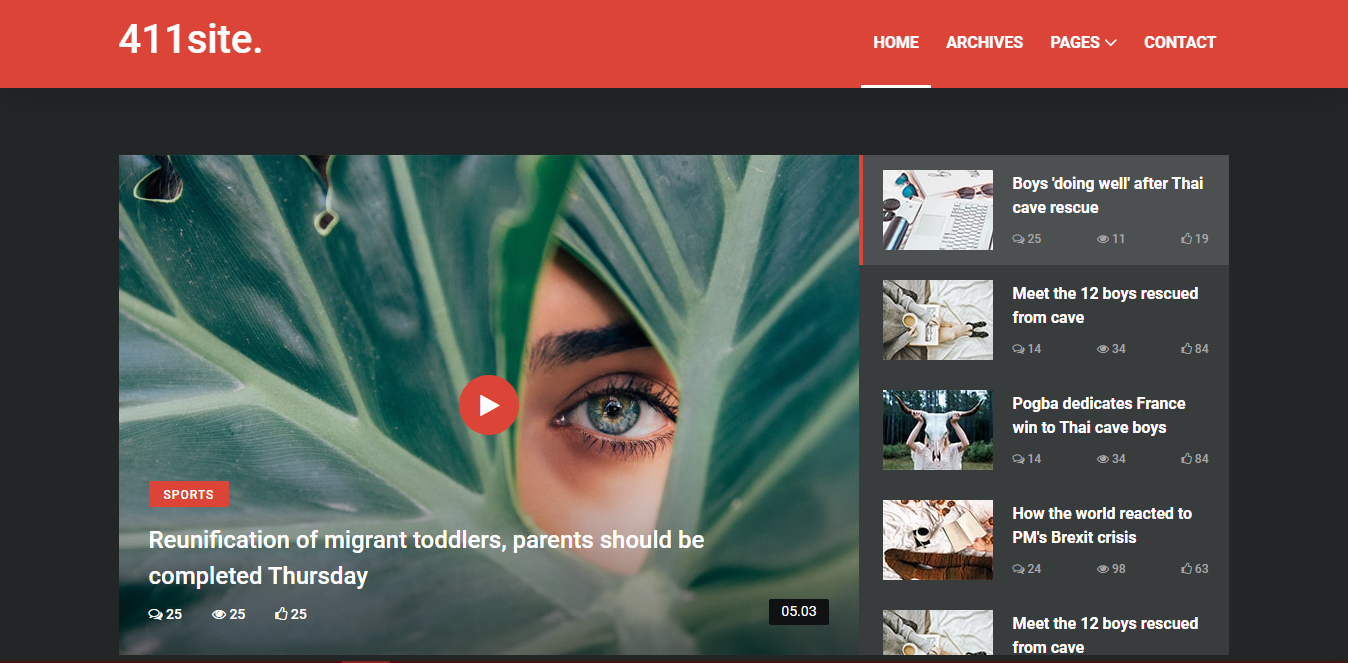 411site.
HOME ARCHIVES PAGES CONTACT
SPORTS
Reunification of migrant toddlers, parents should be
completed Thursday
25 25 25
05.03
Boys 'doing well' after Thai
cave rescue
25 11 19
Meet the 12 boys rescued
from cave
14 34 84
Pogba dedicates France
win to Thai cave boys
14 34 84
How the world reacted to
PM's Brexit crisis
24 98 63
Meet the 12 boys rescued
from cave